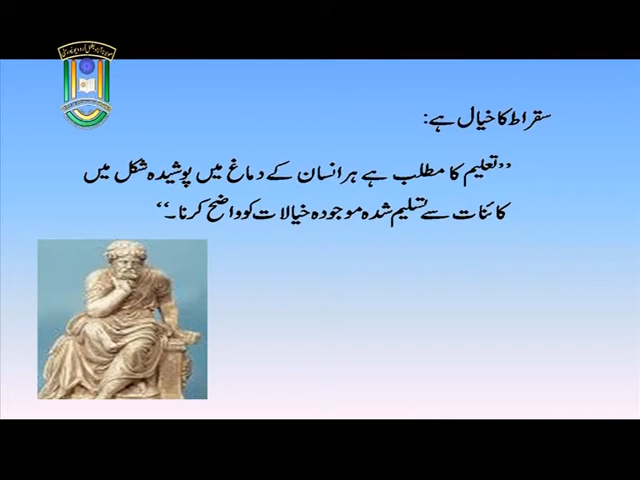 سقراط کا خیال ہے:
’’تعلیم کا مطلب ہے ہر انسان کے دماغ میں پوشیدہ شکل میں
کائنات سے تسلیم شدہ موجودہ خیالات کو واضح کرنا۔‘‘